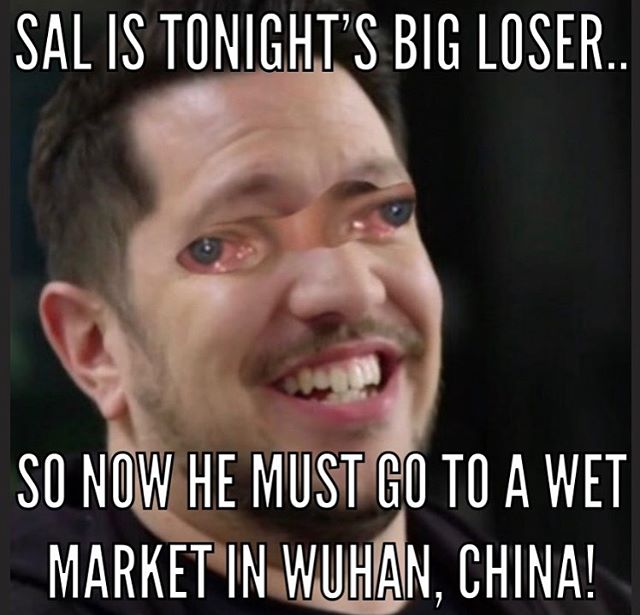 SAL IS TONIGHT'S BIG LOSER..
SO NOW HE MUST GO TO A WET
MARKET IN WUHAN, CHINA!